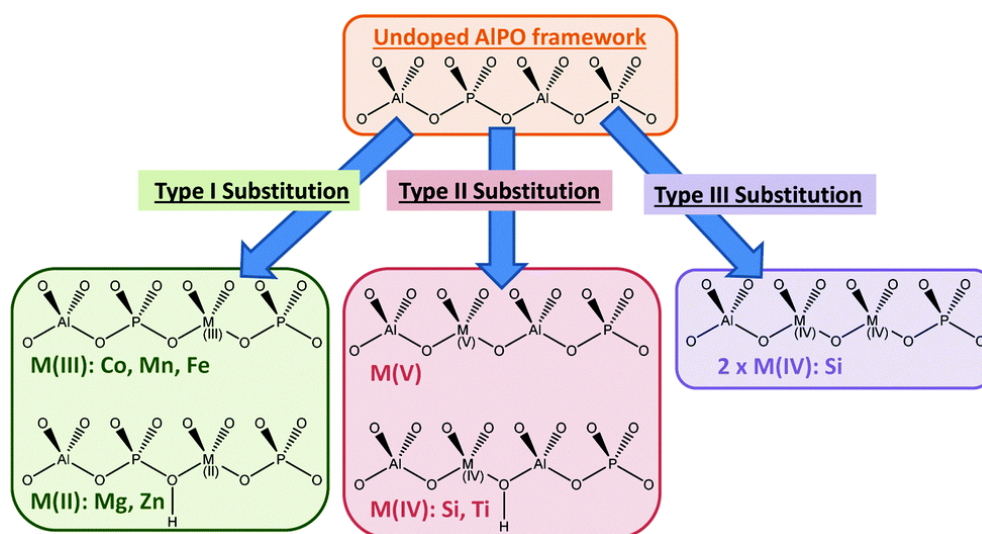 Undoped AlPO framework
O O O O O O O O
Al P Al P
O O O O O
Type I Substitution
Type II Substitution
Type III Substitution
O O O O O O O O
Al P M P
(III)
O O O O O
M(III): Co, Mn, Fe
O O O O O O O O
Al P M P
(II)
O O O O O
H
M(II): Mg, Zn
O O O O O O O O
Al M Al P
(V)
O O O O O
M(V)
O O O O O O O O
Al M Al P
(IV)
O O O O O
H
M(IV): Si, Ti
O O O O O O O O
Al M M P
(IV) (IV)
O O O O O
2 x M(IV): Si